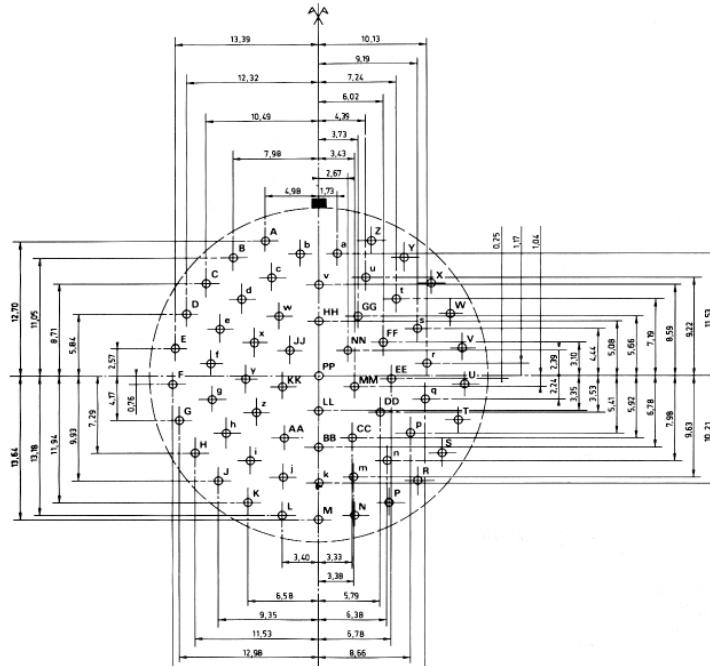 A A
13,39 10,13
9,19
12,32 7,24
6,02
10,49 4,39
3,73
7,98 3,43
2,67
4,98 1,73
0,25 1,17 1,04
A Z
B b a Y
C c v u X
D d t W
w HH GG
e s
E x JJ NN FF V
f r
F y KK PP MM EE U
g q
G z LL DD T
h AA BB CC p
H S
i n
J j k m R
K P
L M N
12,70 11,05 8,71 5,84 2,57
13,64 13,18 11,94 9,93 7,29 4,17 0,76
2,39 3,10 4,44 5,08 5,66 7,19 8,59 9,22 11,53
2,24 3,35 3,53 5,41 5,92 6,78 7,98 9,63 10,21
3,40 3,33
3,38
6,58 5,79
9,35 6,38
11,53 6,78
12,98 8,66